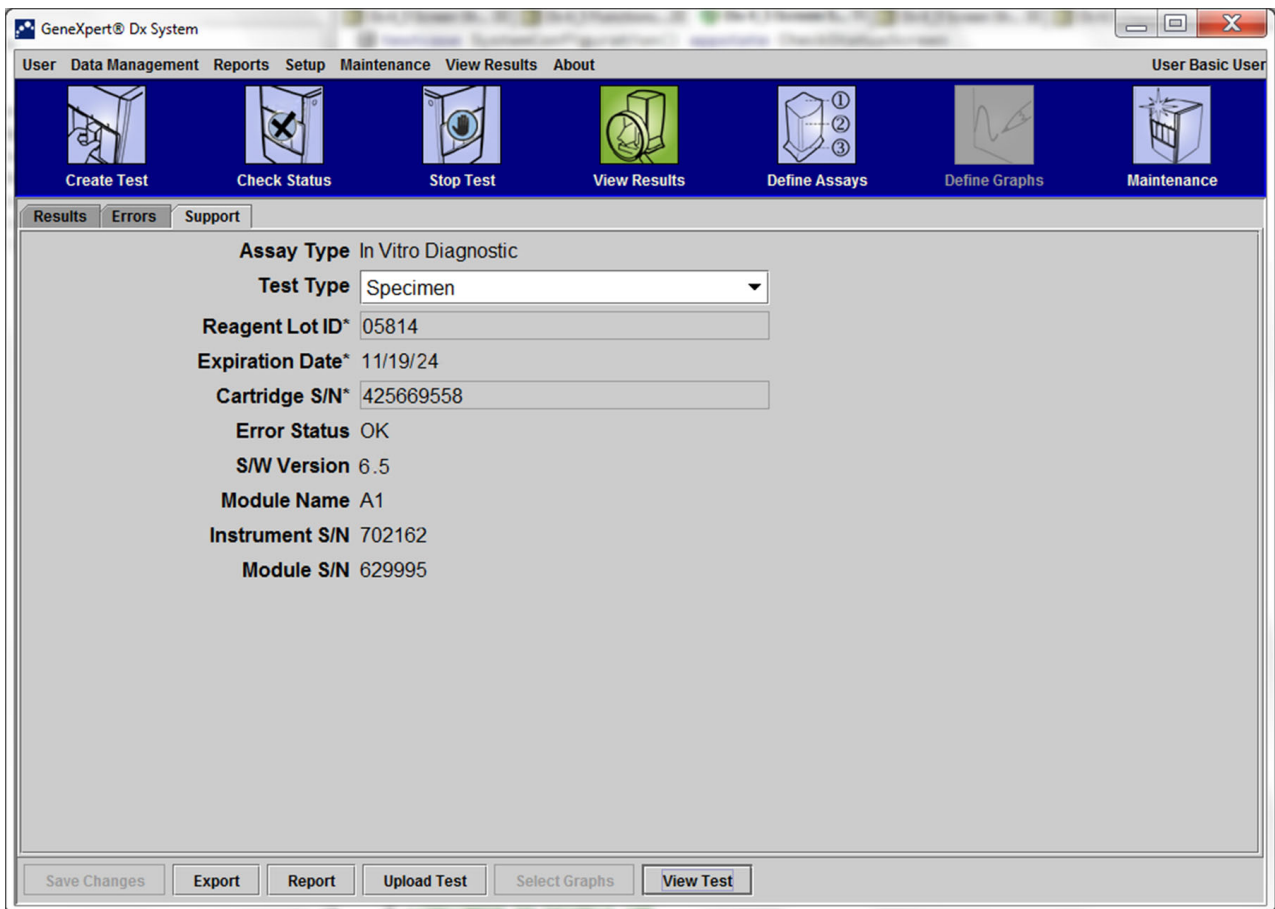 GeneXpert® Dx System
User Data Management Reports Setup Maintenance View Results About User Basic User
1
2
3
Create Test Check Status Stop Test View Results Define Assays Define Graphs Maintenance
Results Errors Support
Assay Type In Vitro Diagnostic
Test Type Specimen
Reagent Lot ID* 05814
Expiration Date* 11/19/24
Cartridge S/N* 425669558
Error Status OK
S/W Version 6.5
Module Name A1
Instrument S/N 702162
Module S/N 629995
Save Changes Export Report Upload Test Select Graphs View Test